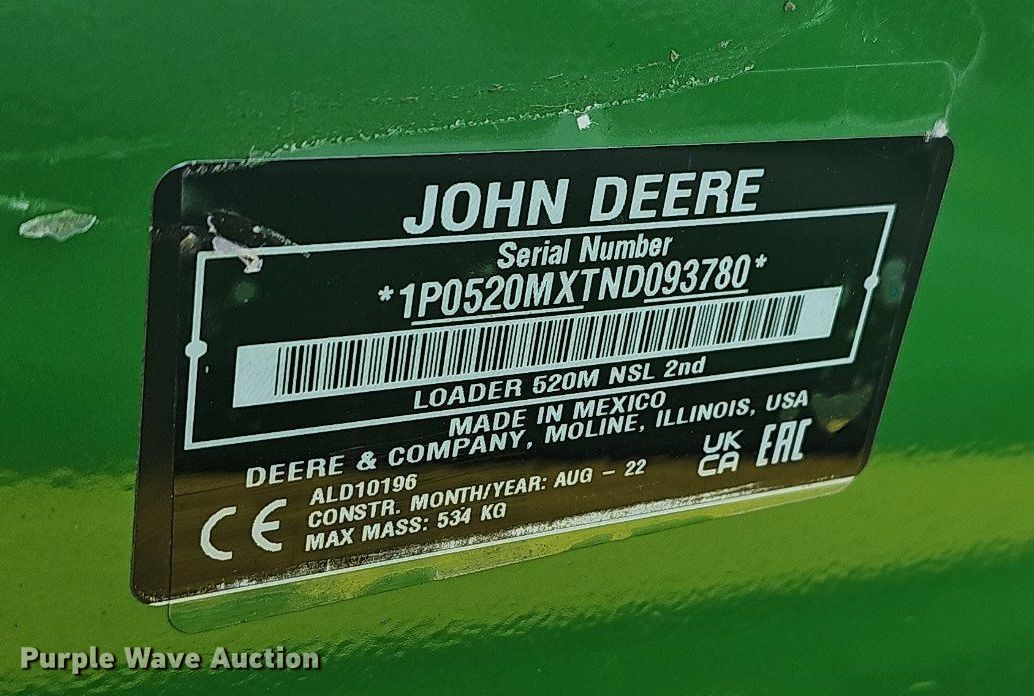 JOHN DEERE
Serial Number
*1P0520MXTND093780*
LOADER 520M NSL 2nd
MADE IN MEXICO
DEERE & COMPANY, MOLINE, ILLINOIS, USA
ALD10196
CONSTR. MONTH/YEAR: AUG - 22
MAX MASS: 534 KG
CE
UK
CA
EAC
Purple Wave Auction